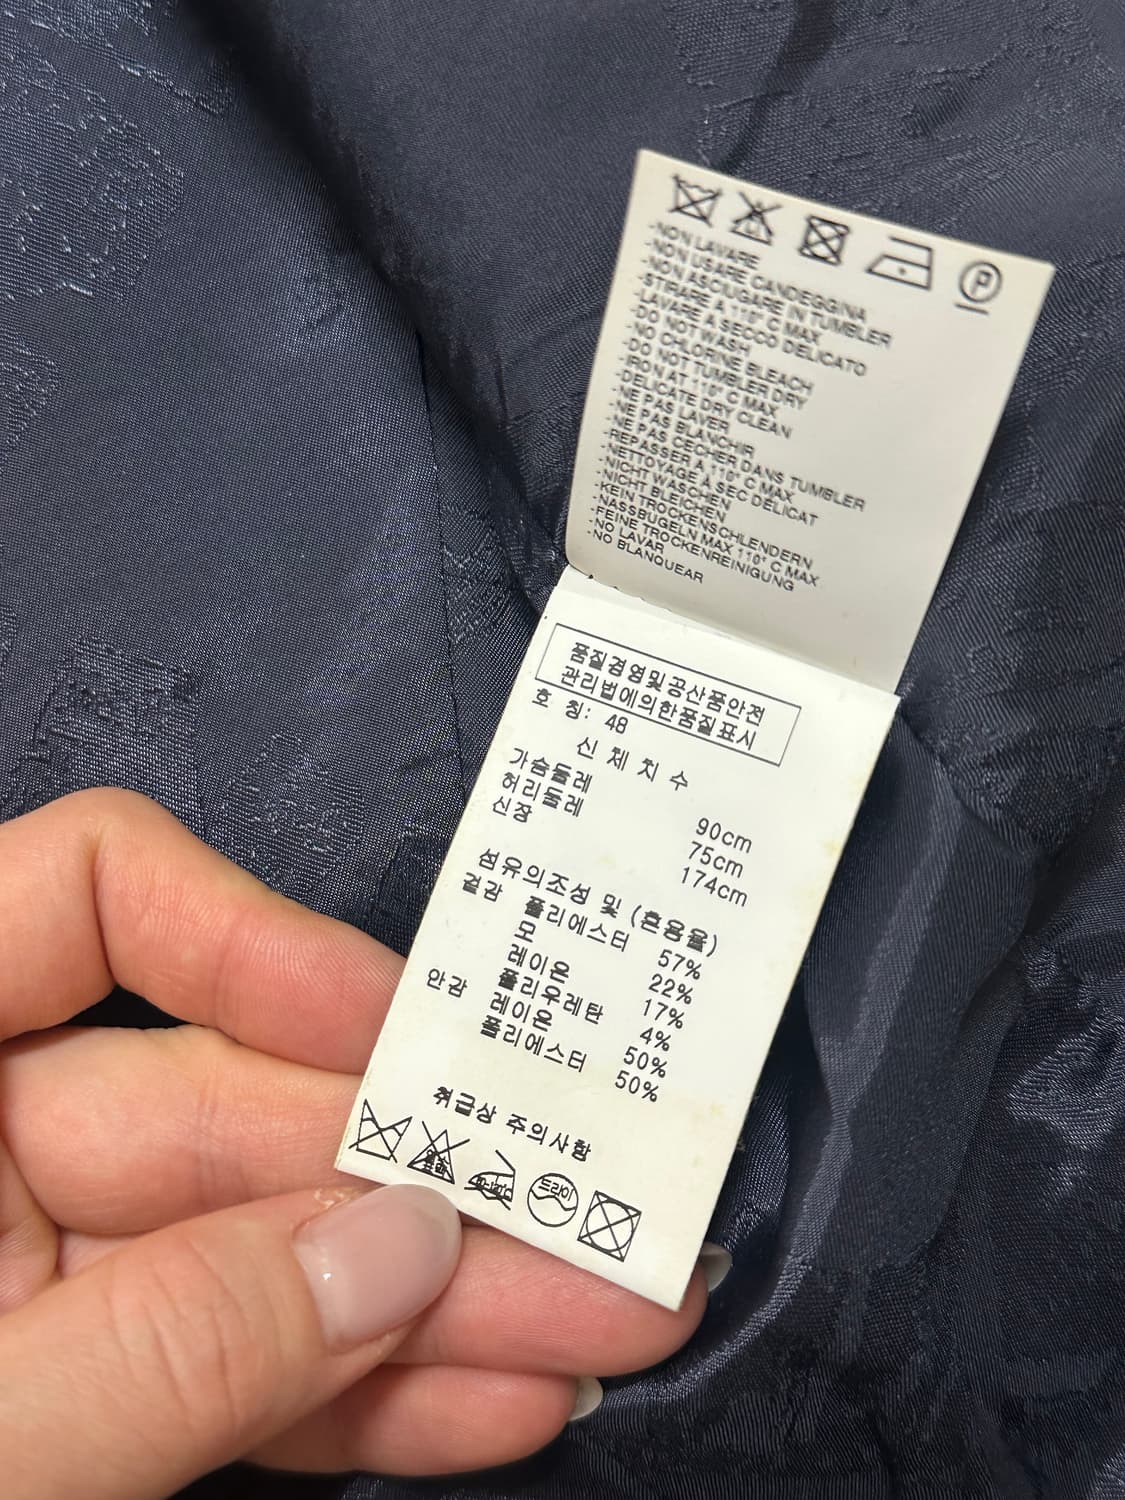 P
-NON LAVARE
-NON USARE CANDEGGINA
-NON ASCIUGARE IN TUMBLER
-STIRARE A 110° C MAX
-LAVARE A SECCO DELICATO
-DO NOT WASH
-NO CHLORINE BLEACH
-DO NOT TUMBLER DRY
-IRON AT 110° C MAX
-DELICATE DRY CLEAN
-NE PAS LAVER
-NE PAS BLANCHIR
-NE PAS CECHER DANS TUMBLER
-REPASSER A 110° C MAX
-NETTOYAGE A SEC DELICAT
-NICHT WASCHEN
-NICHT BLEICHEN
-KEIN TROCKENSCHLENDERN
-NASSBUGELN MAX 110° C MAX
-FEINE TROCKENREINIGUNG
-NO LAVAR
-NO BLANQUEAR
품질경영및공산품안전
관리법에의한품질표시
호 칭: 48
신 체 치 수
가슴둘레 90cm
허리둘레 75cm
신장 174cm
섬유의조성 및 (혼용율)
겉감 폴리에스터 57%
모 22%
레이온 17%
폴리우레탄 4%
안감 레이온 50%
폴리에스터 50%
취급상 주의사항
드라이